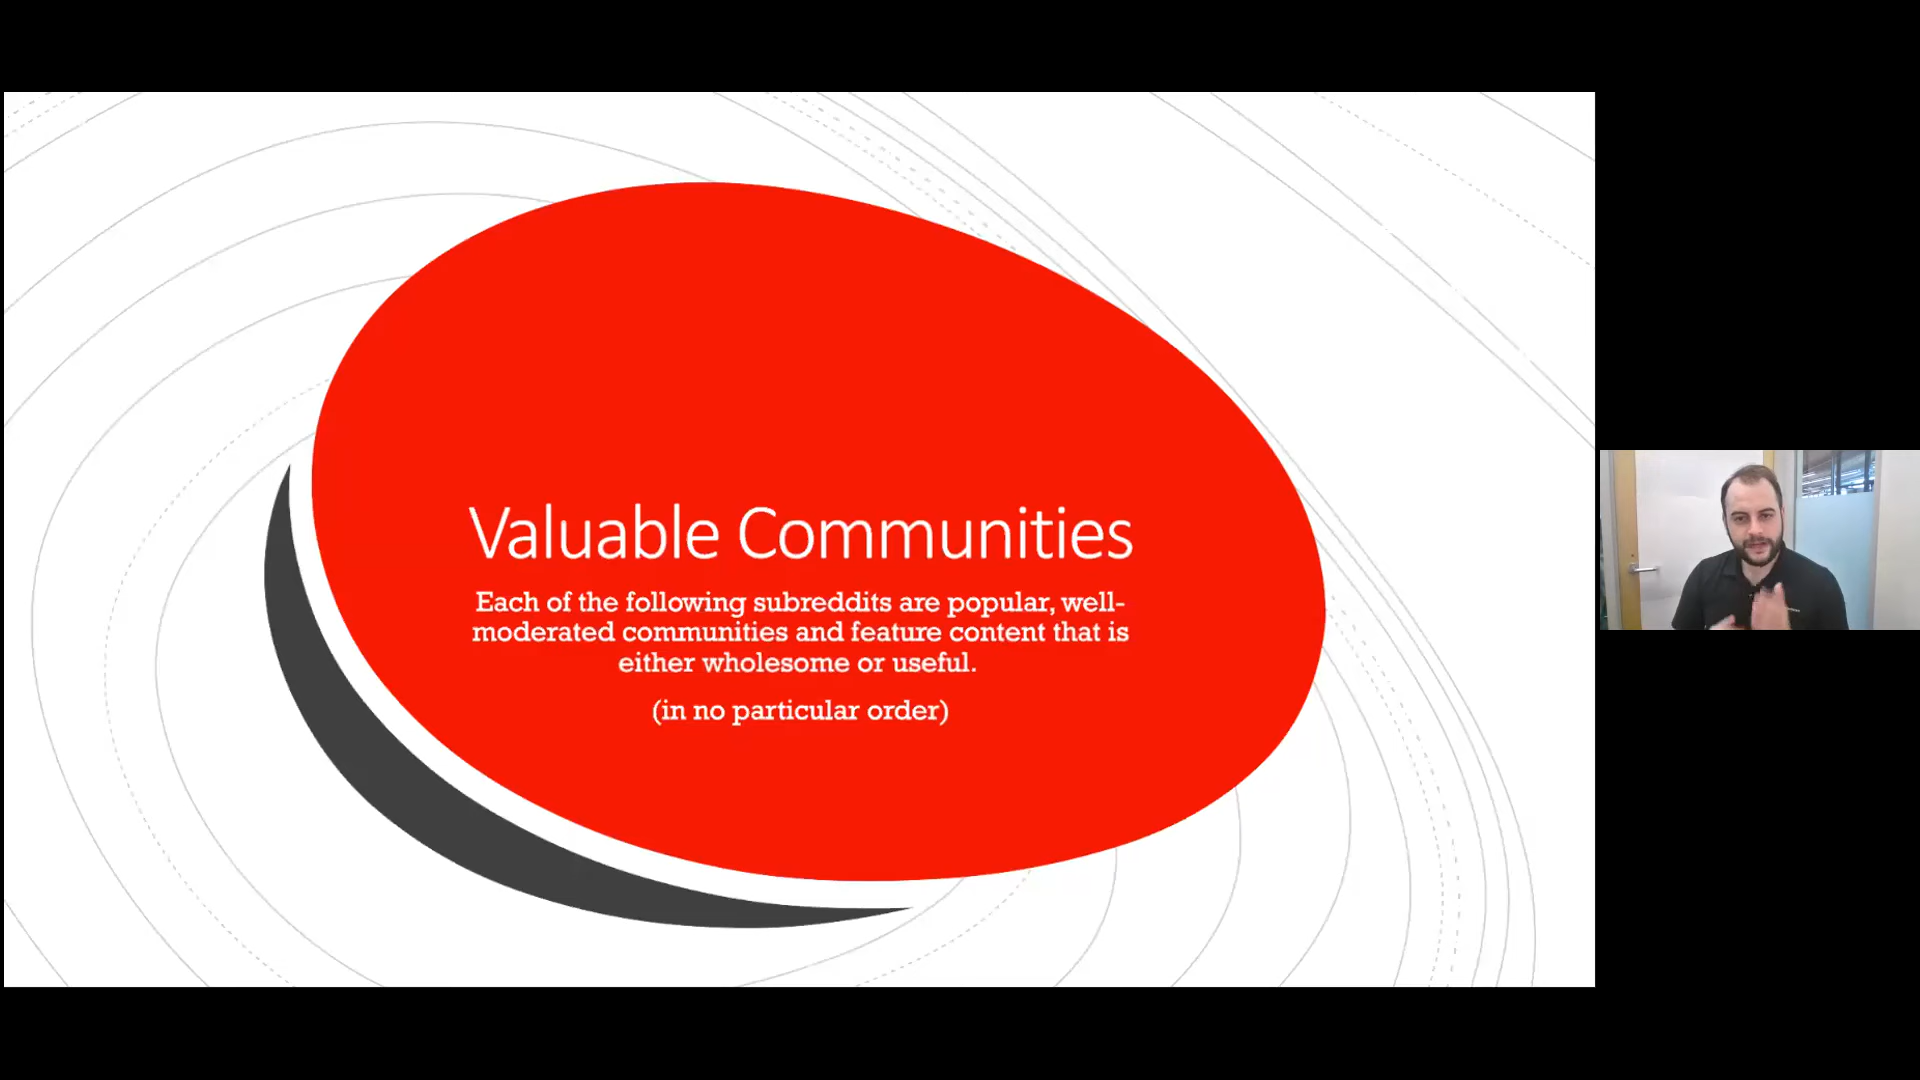 Valuable Communities
Each of the following subreddits are popular, well-
moderated communities and feature content that is
either wholesome or useful.
(in no particular order)